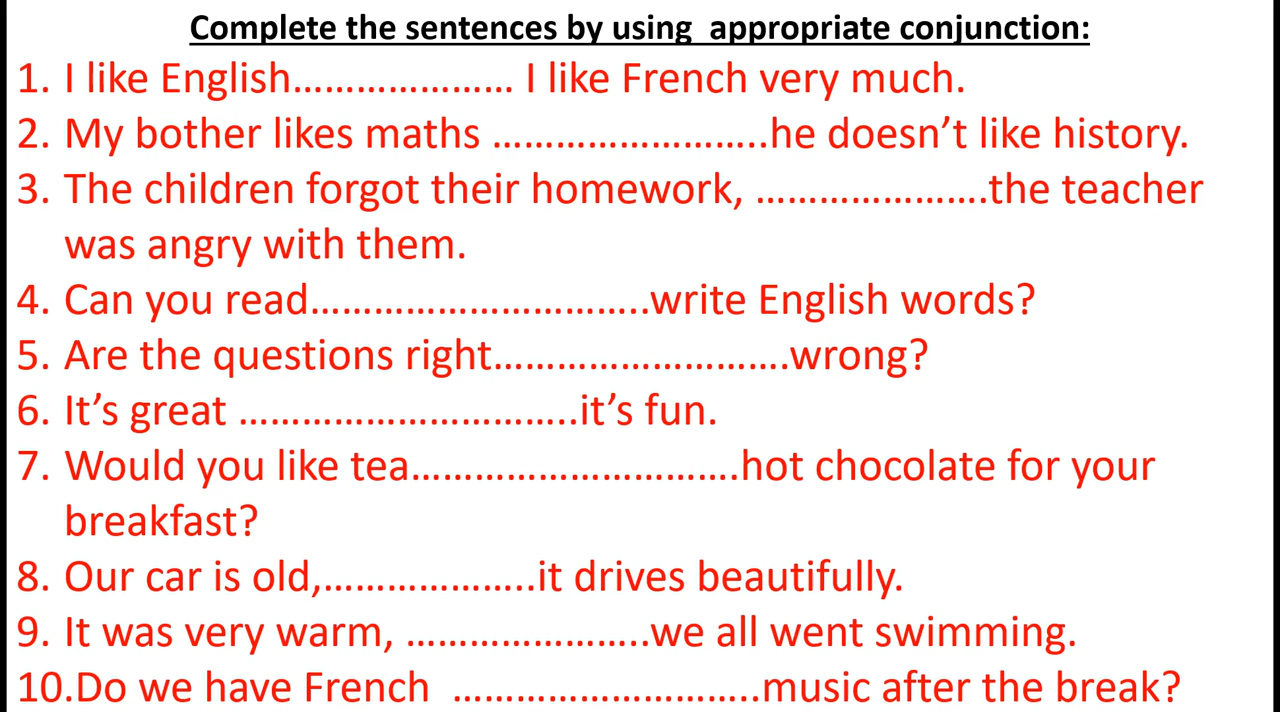 Complete the sentences by using  appropriate conjunction:
1. I like English………………… I like French very much.
2. My bother likes maths ……………………..he doesn’t like history.
3. The children forgot their homework, ………………….the teacher
was angry with them.
4. Can you read…………………………..write English words?
5. Are the questions right……………………….wrong?
6. It’s great …………………………..it’s fun.
7. Would you like tea………………………….hot chocolate for your
breakfast?
8. Our car is old,………………..it drives beautifully.
9. It was very warm, …………………..we all went swimming.
10.Do we have French  ………………………..music after the break?